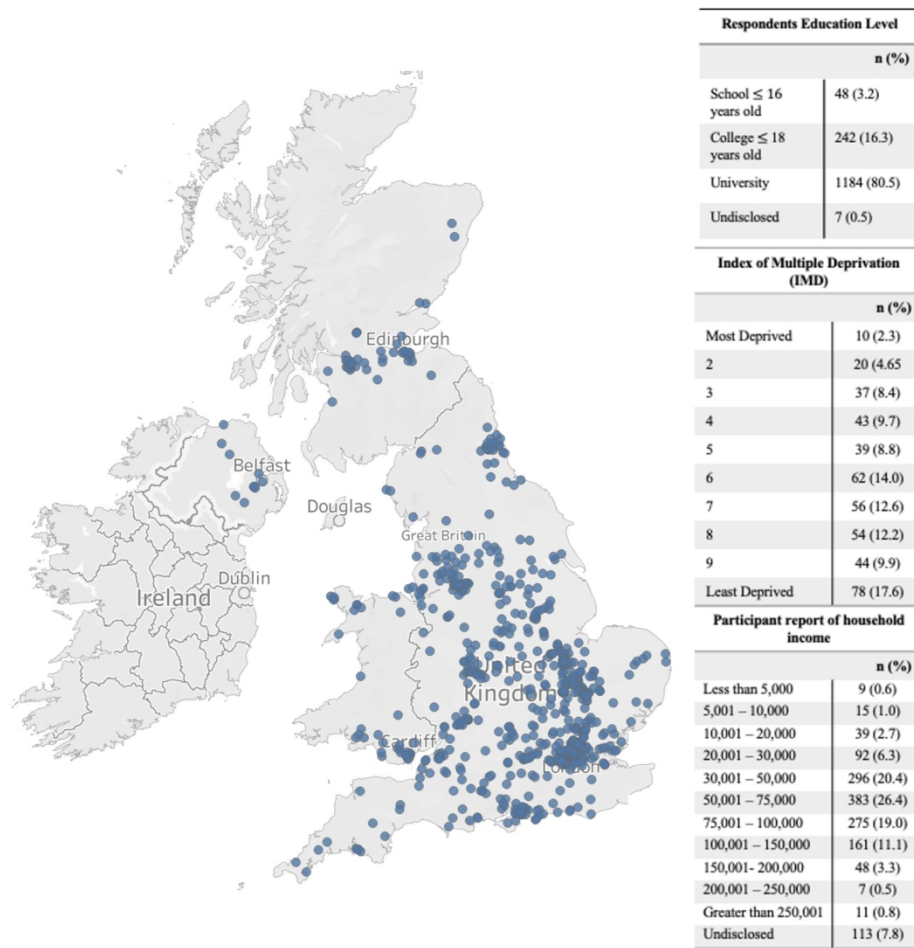 Edinburgh
Belfast
Douglas
Great Britain
Dublin
Ireland
United
Kingdom
Cardiff
London
Respondents Education Level
n (%)
School ≤ 16
years old
48 (3.2)
College ≤ 18
years old
242 (16.3)
University 1184 (80.5)
Undisclosed 7 (0.5)
Index of Multiple Deprivation
(IMD)
n (%)
Most Deprived 10 (2.3)
2 20 (4.65
3 37 (8.4)
4 43 (9.7)
5 39 (8.8)
6 62 (14.0)
7 56 (12.6)
8 54 (12.2)
9 44 (9.9)
Least Deprived 78 (17.6)
Participant report of household
income
n (%)
Less than 5,000 9 (0.6)
5,001 – 10,000 15 (1.0)
10,001 – 20,000 39 (2.7)
20,001 – 30,000 92 (6.3)
30,001 – 50,000 296 (20.4)
50,001 – 75,000 383 (26.4)
75,001 – 100,000 275 (19.0)
100,001 – 150,000 161 (11.1)
150,001- 200,000 48 (3.3)
200,001 – 250,000 7 (0.5)
Greater than 250,001 11 (0.8)
Undisclosed 113 (7.8)